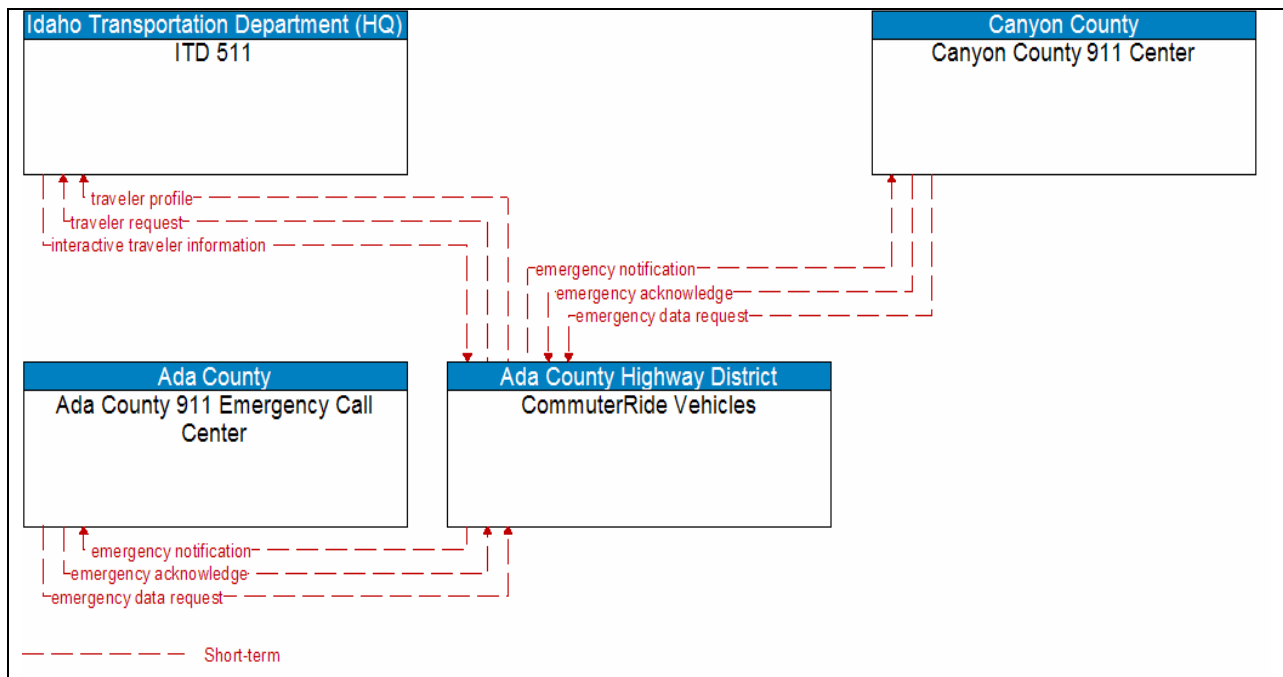 Idaho Transportation Department (HQ)
ITD 511
Canyon County
Canyon County 911 Center
traveler profile
traveler request
interactive traveler information
emergency notification
emergency acknowledge
emergency data request
Ada County
Ada County 911 Emergency Call
Center
Ada County Highway District
CommuterRide Vehicles
emergency notification
emergency acknowledge
emergency data request
Short-term